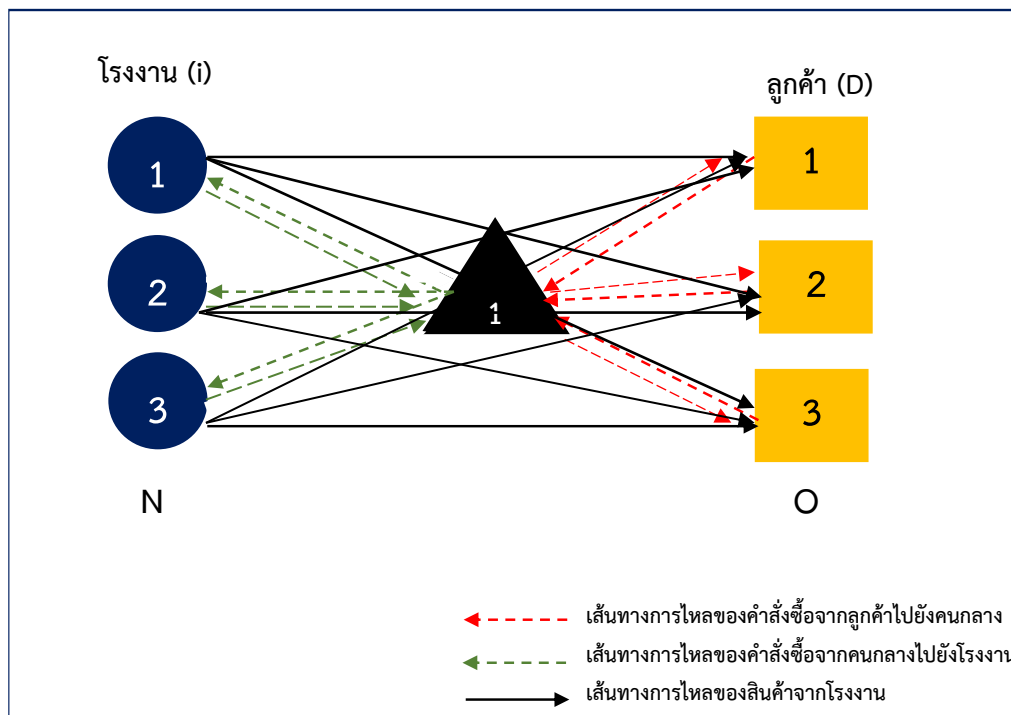 โรงงาน (i)
ลูกค้า (D)
1
1
2
2
1
3
3
N
O
เส้นทางการไหลของคำสั่งซื้อจากลูกค้าไปยังคนกลาง
เส้นทางการไหลของคำสั่งซื้อจากคนกลางไปยังโรงงาน
เส้นทางการไหลของสินค้าจากโรงงาน